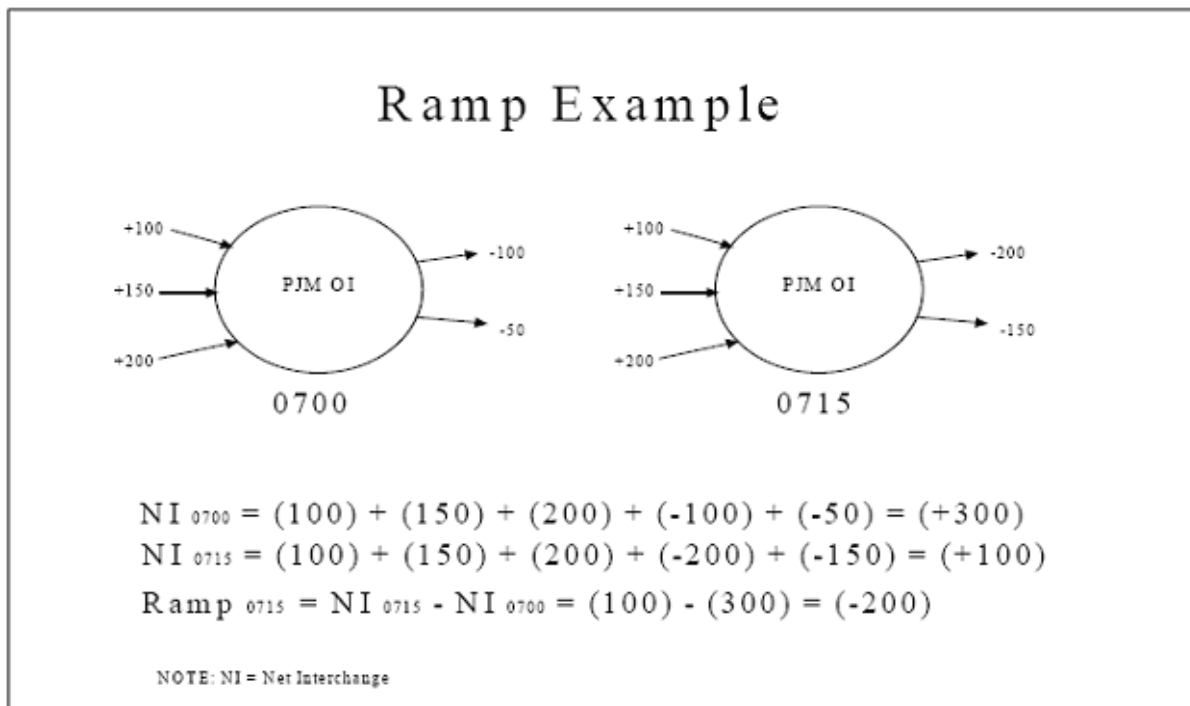 Ramp Example
+100
+150
+200
PJM OI
-100
-50
0700
+100
+150
+200
PJM OI
-200
-150
0715
NI 0700 = (100) + (150) + (200) + (-100) + (-50) = (+300)
NI 0715 = (100) + (150) + (200) + (-200) + (-150) = (+100)
Ramp 0715 = NI 0715 - NI 0700 = (100) - (300) = (-200)
NOTE: NI = Net Interchange